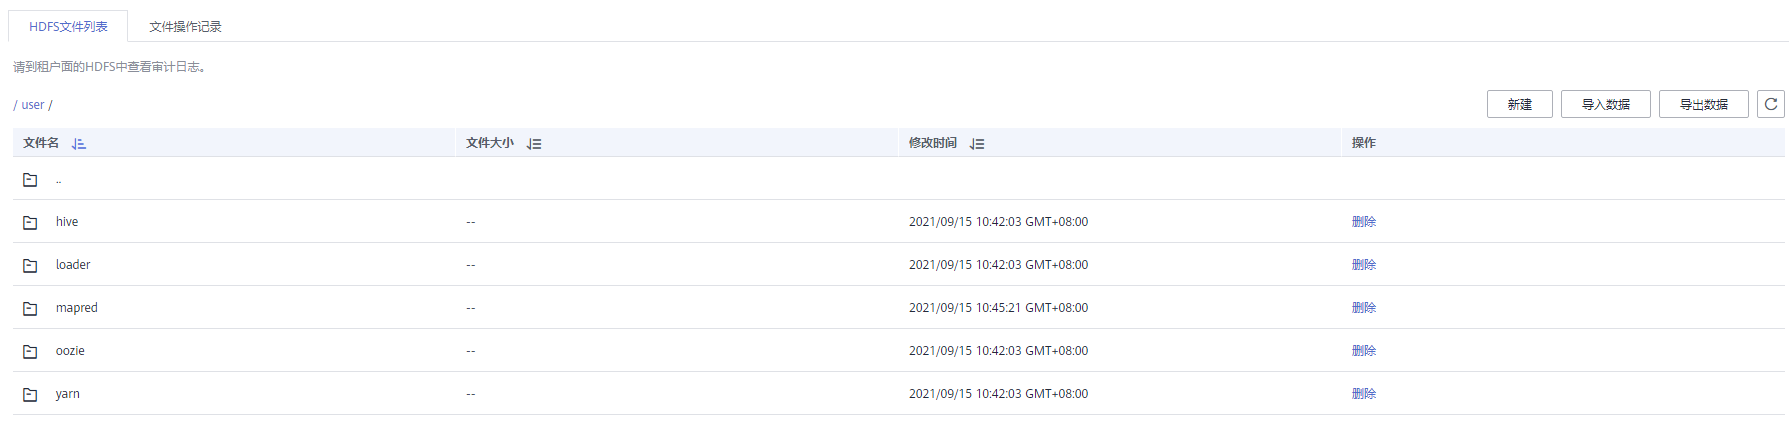 HDFS文件列表 文件操作记录
请到租户面的HDFS中查看审计日志。
/ user / 新建 导入数据 导出数据
文件名 文件大小 修改时间 操作
..
hive -- 2021/09/15 10:42:03 GMT+08:00 删除
loader -- 2021/09/15 10:42:03 GMT+08:00 删除
mapred -- 2021/09/15 10:45:21 GMT+08:00 删除
oozie -- 2021/09/15 10:42:03 GMT+08:00 删除
yarn -- 2021/09/15 10:42:03 GMT+08:00 删除